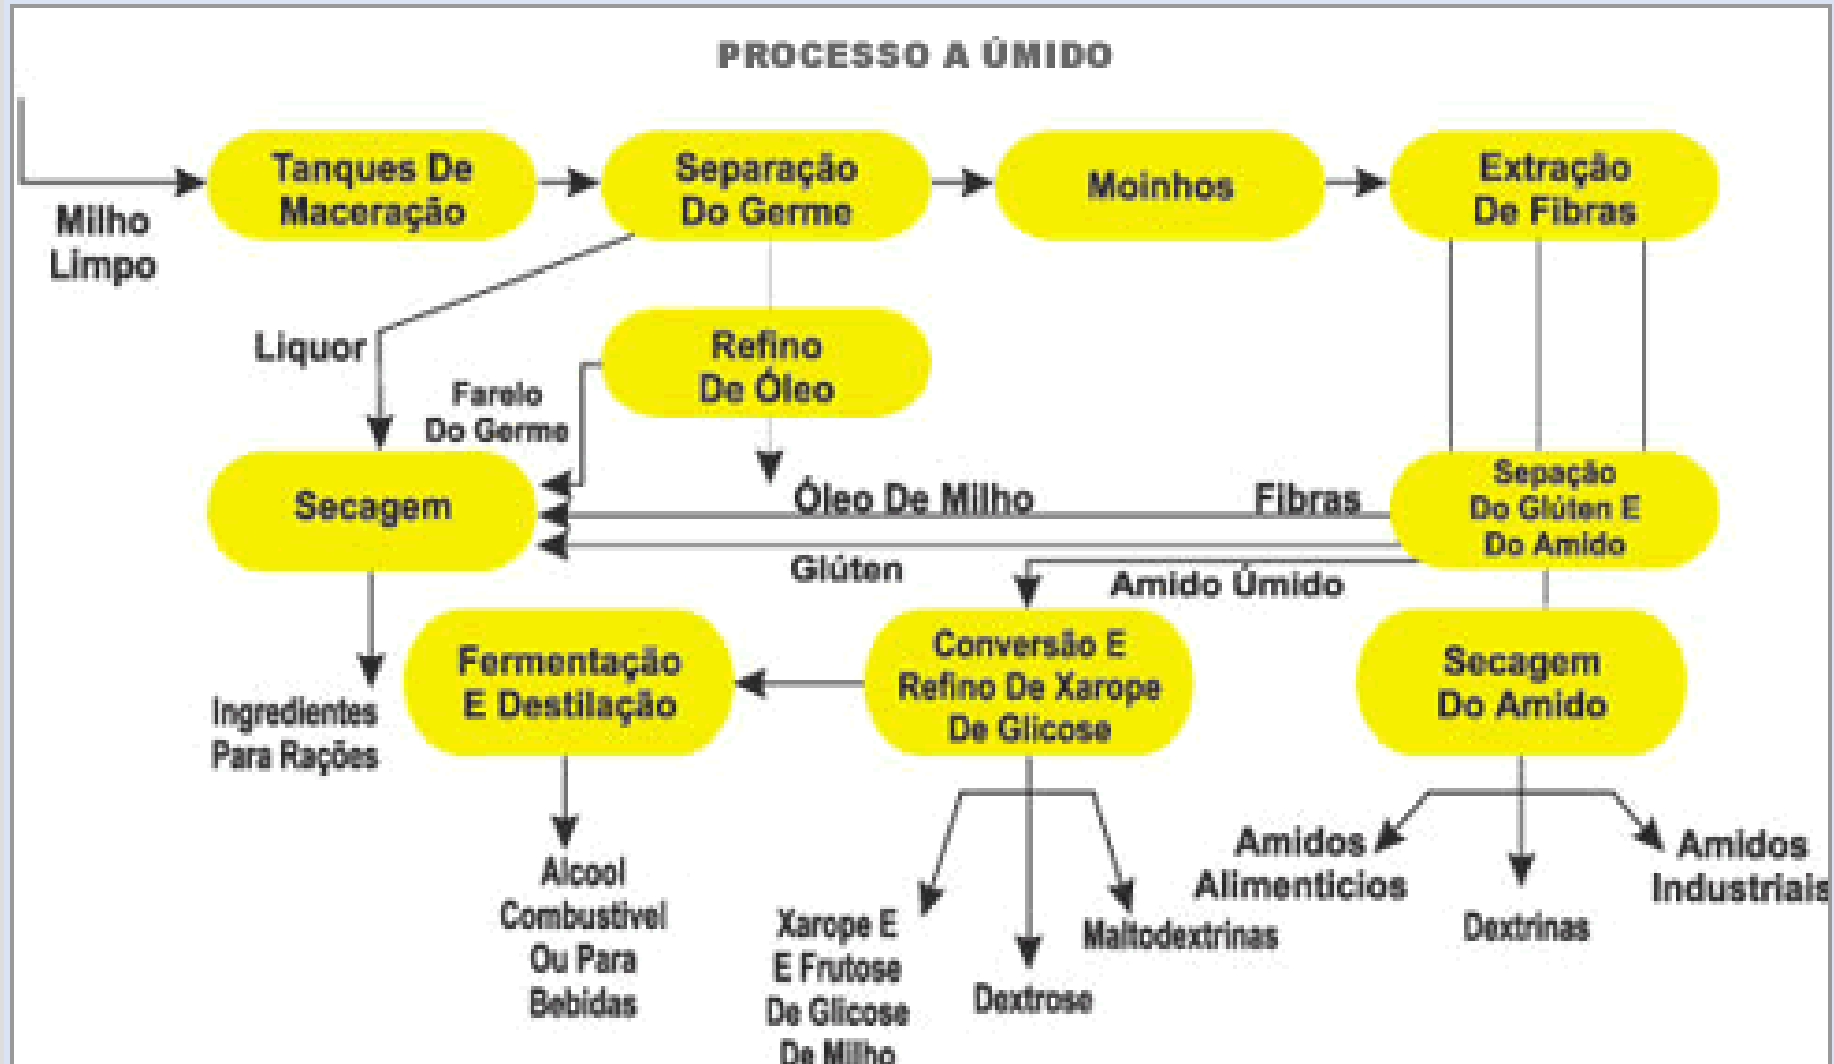 PROCESSO A ÚMIDO
Tanques De
Maceração
Separação
Do Germe
Moinhos
Extração
De Fibras
Milho
Limpo
Liquor
Refino
De Óleo
Farelo
Do Germe
Secagem
Óleo De Milho
Fibras
Sepação
Do Glúten E
Do Amido
Glúten
Amido Úmido
Fermentação
E Destilação
Conversão E
Refino De Xarope
De Glicose
Secagem
Do Amido
Ingredientes
Para Rações
Alcool
Combustivel
Ou Para
Bebidas
Xarope E
E Frutose
De Glicose
De Milho
Dextrose
Maltodextrinas
Amidos
Alimenticios
Dextrinas
Amidos
Industriais